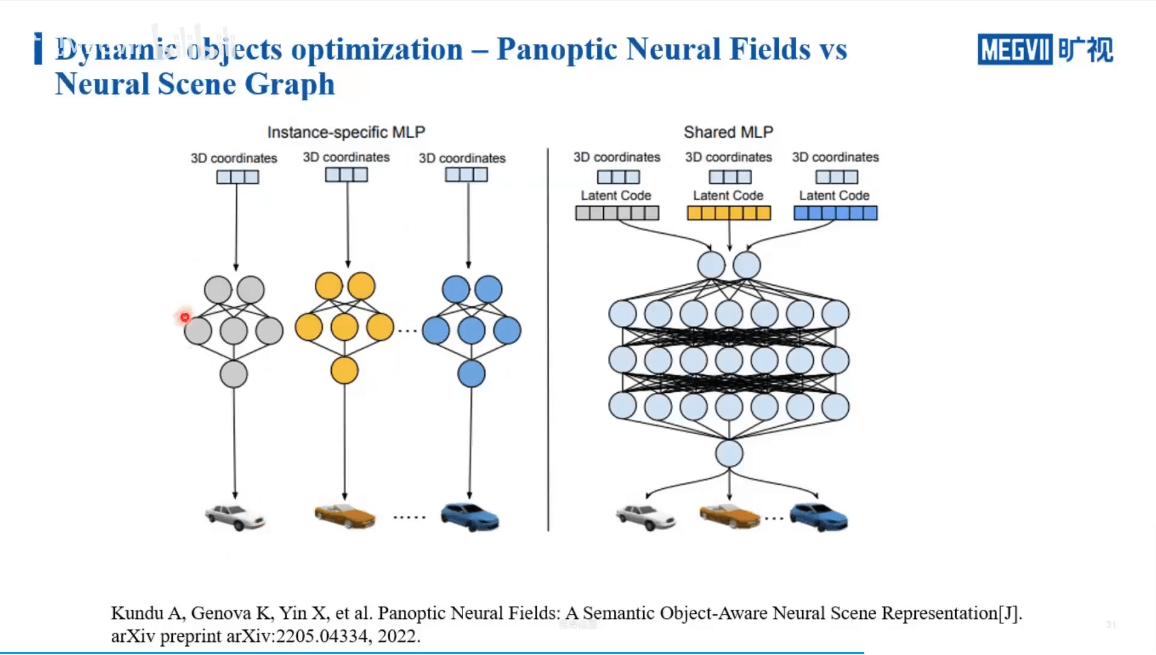 Dynamic objects optimization – Panoptic Neural Fields vs
Neural Scene Graph
MEGVII 旷视
Instance-specific MLP
3D coordinates
3D coordinates
3D coordinates
Shared MLP
3D coordinates
3D coordinates
3D coordinates
Latent Code
Latent Code
Latent Code
Kundu A, Genova K, Yin X, et al. Panoptic Neural Fields: A Semantic Object-Aware Neural Scene Representation[J].
arXiv preprint arXiv:2205.04334, 2022.
31